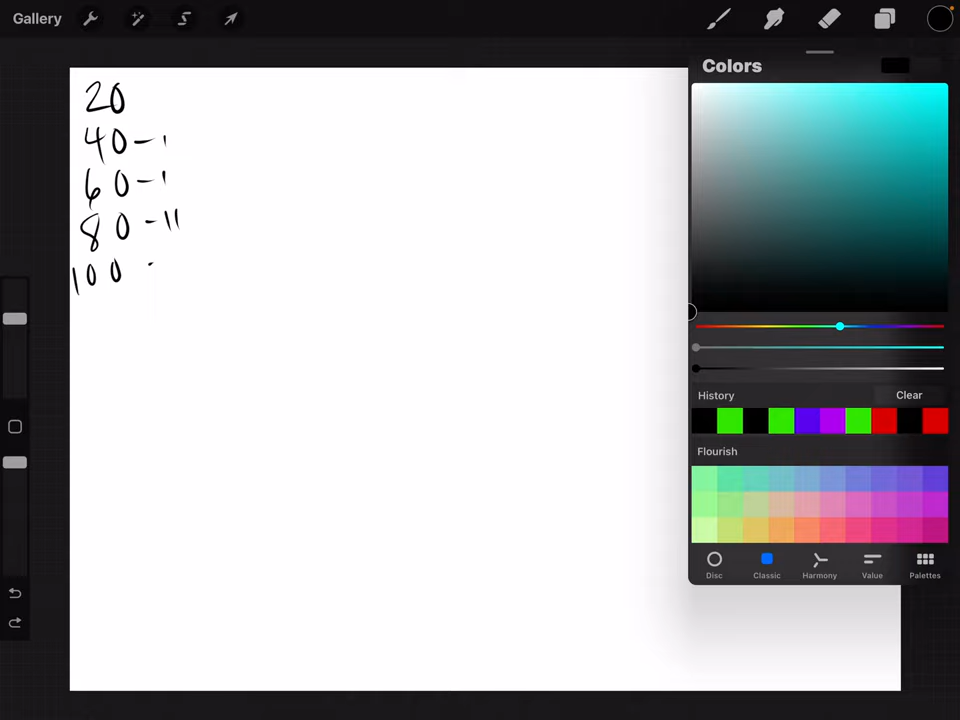 Gallery
Colors
20
40 - 1
60 - 1
80 - 11
100 -
History
Clear
Flourish
Disc
Classic
Harmony
Value
Palettes